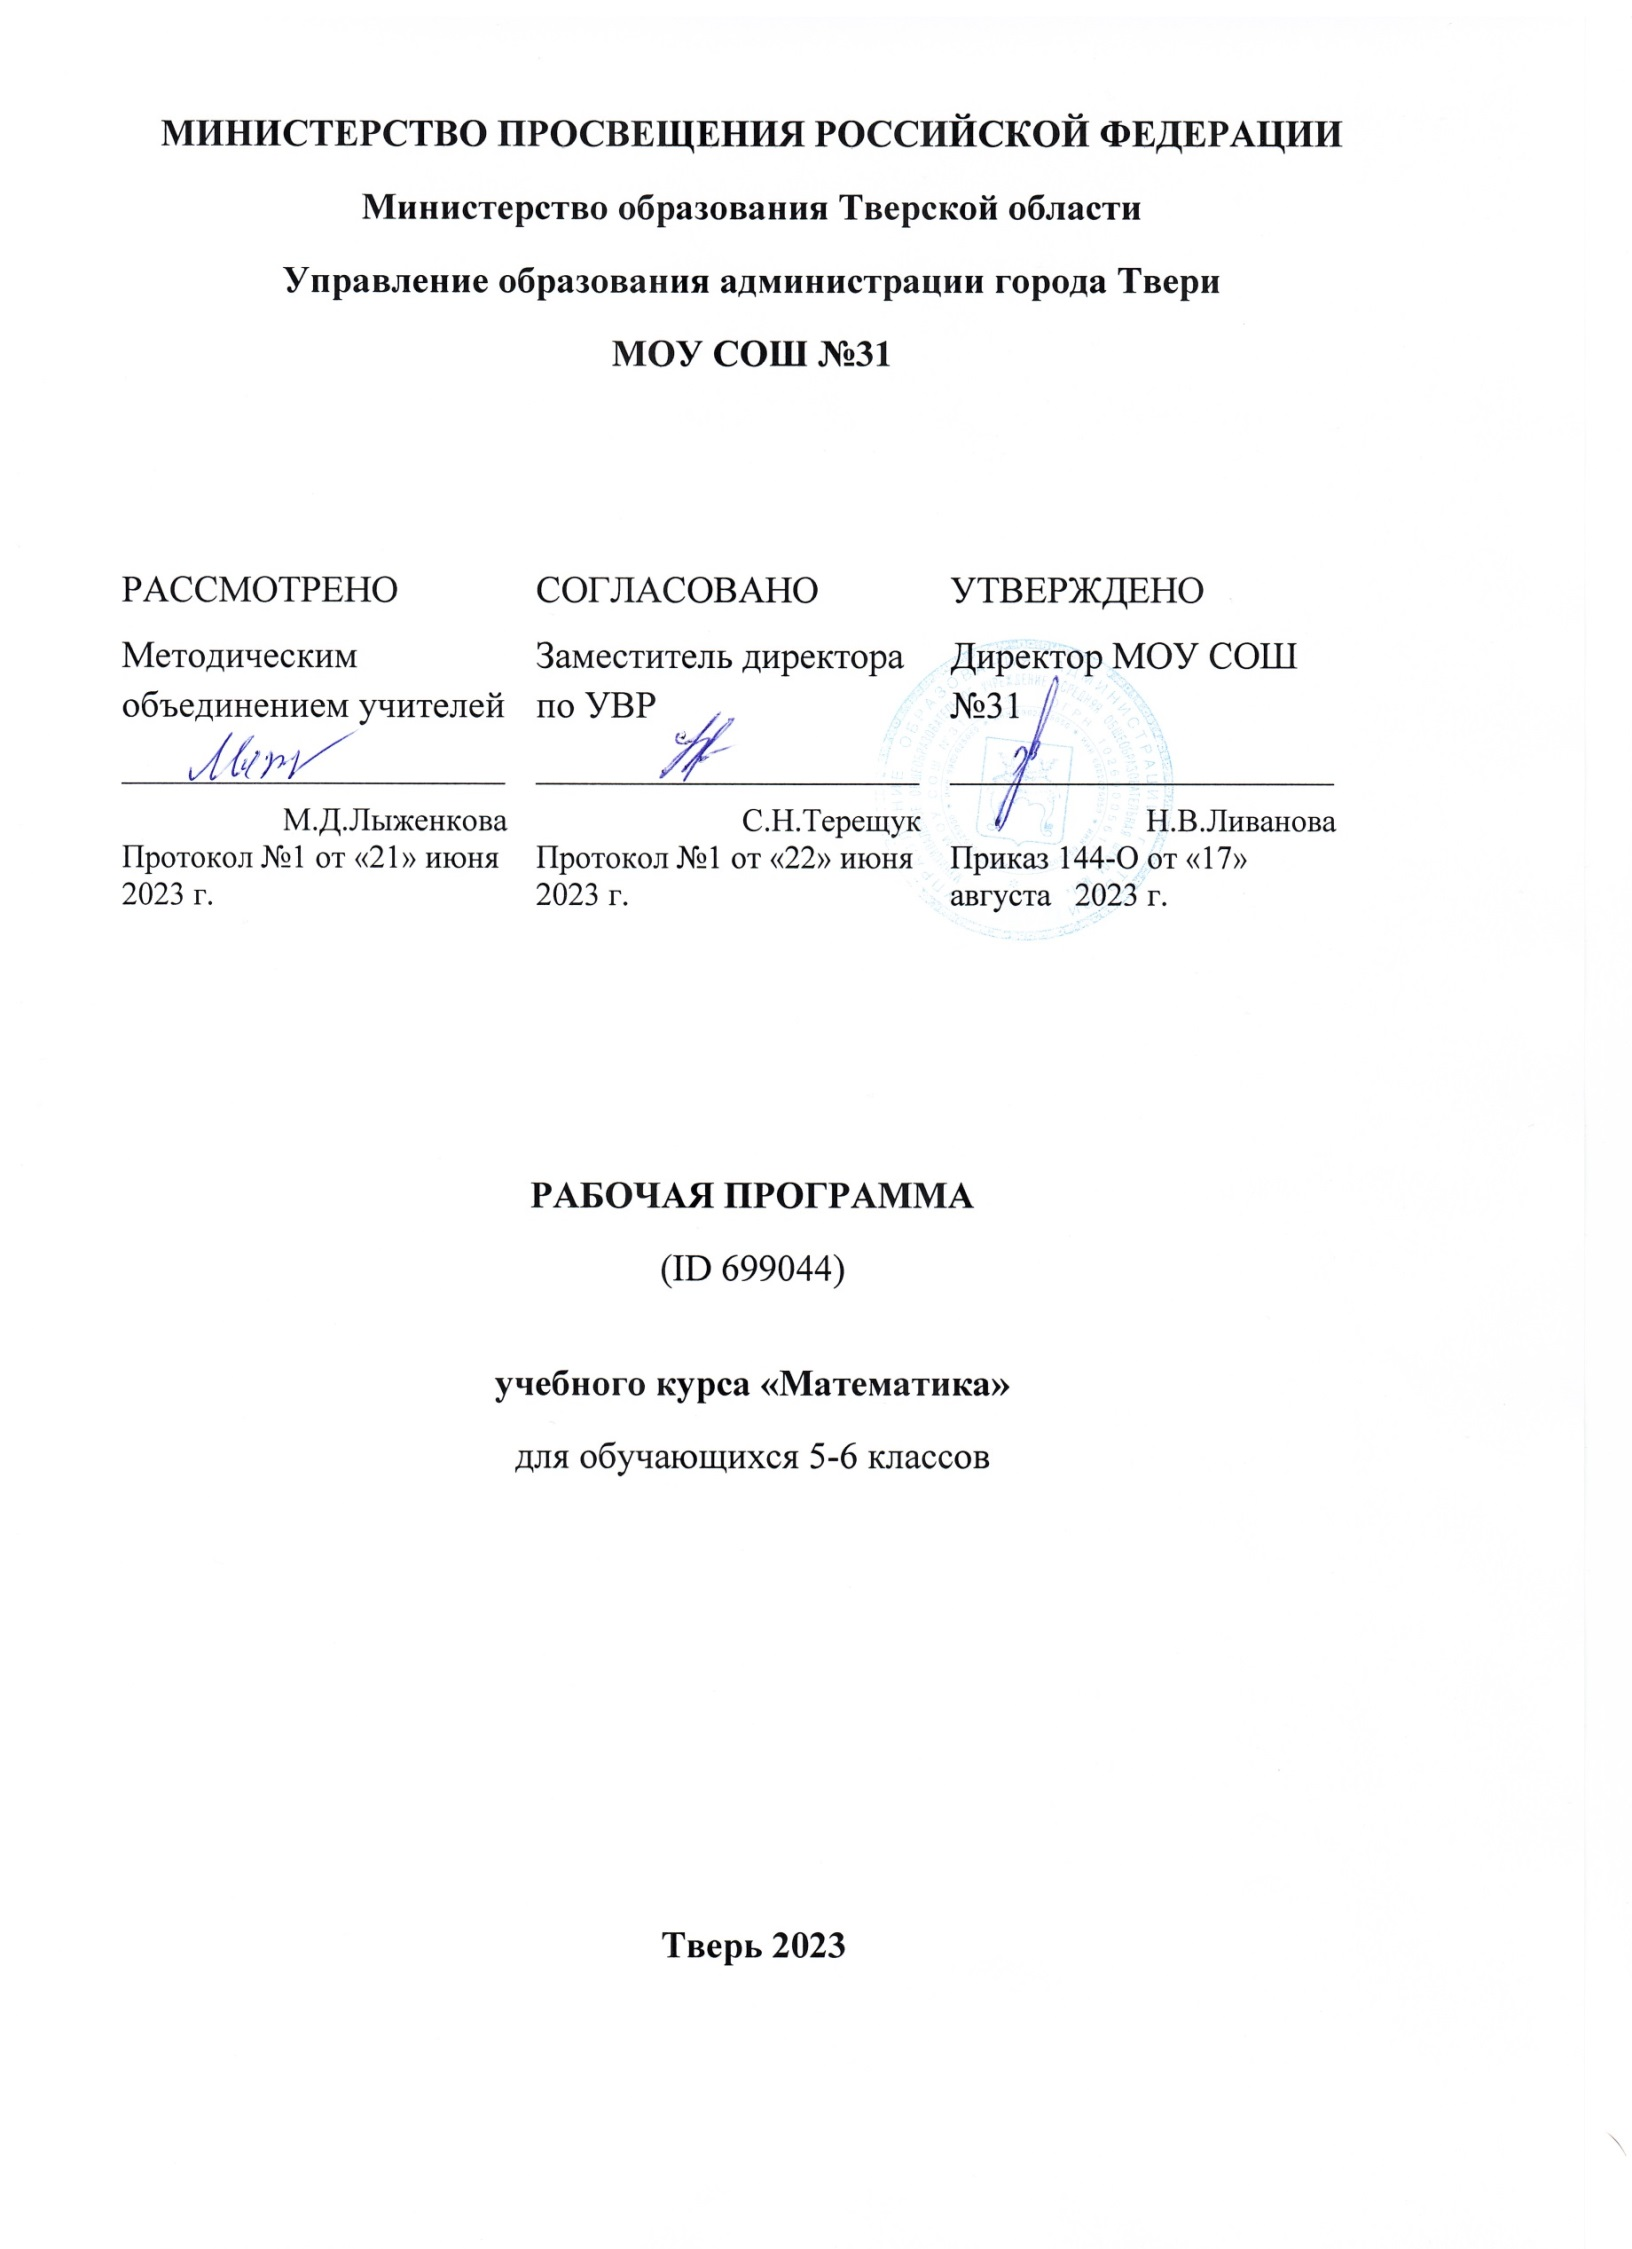 МИНИСТЕРСТВО ПРОСВЕЩЕНИЯ РОССИЙСКОЙ ФЕДЕРАЦИИ
Министерство образования Тверской области
Управление образования администрации города Твери
МОУ СОШ №31
РАССМОТРЕНО
Методическим
объединением учителей
М.Д.Лыженкова
Протокол №1 от «21» июня
2023 г.
СОГЛАСОВАНО
Заместитель директора
по УВР
С.Н.Терещук
Протокол №1 от «22» июня
2023 г.
УТВЕРЖДЕНО
Директор МОУ СОШ
№31
Н.В.Ливанова
Приказ 144-О от «17»
августа 2023 г.
РАБОЧАЯ ПРОГРАММА
(ID 699044)
учебного курса «Математика»
для обучающихся 5-6 классов
Тверь 2023